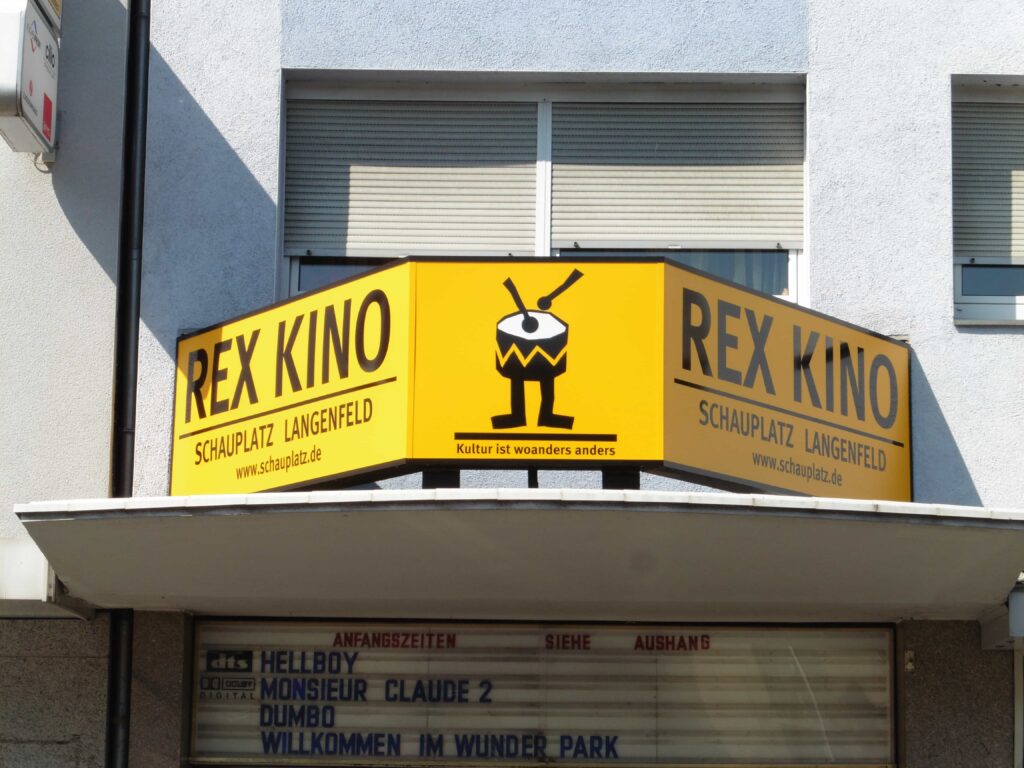 REX KINO
SCHAUPLATZ LANGENFELD
www.schauplatz.de
Kultur ist woanders anders
REX KINO
SCHAUPLATZ LANGENFELD
www.schauplatz.de
ANFANGSZEITEN SIEHE AUSHANG
dts
DOLBY
DIGITAL
HELLBOY
MONSIEUR CLAUDE 2
DUMBO
WILLKOMMEN IM WUNDER PARK